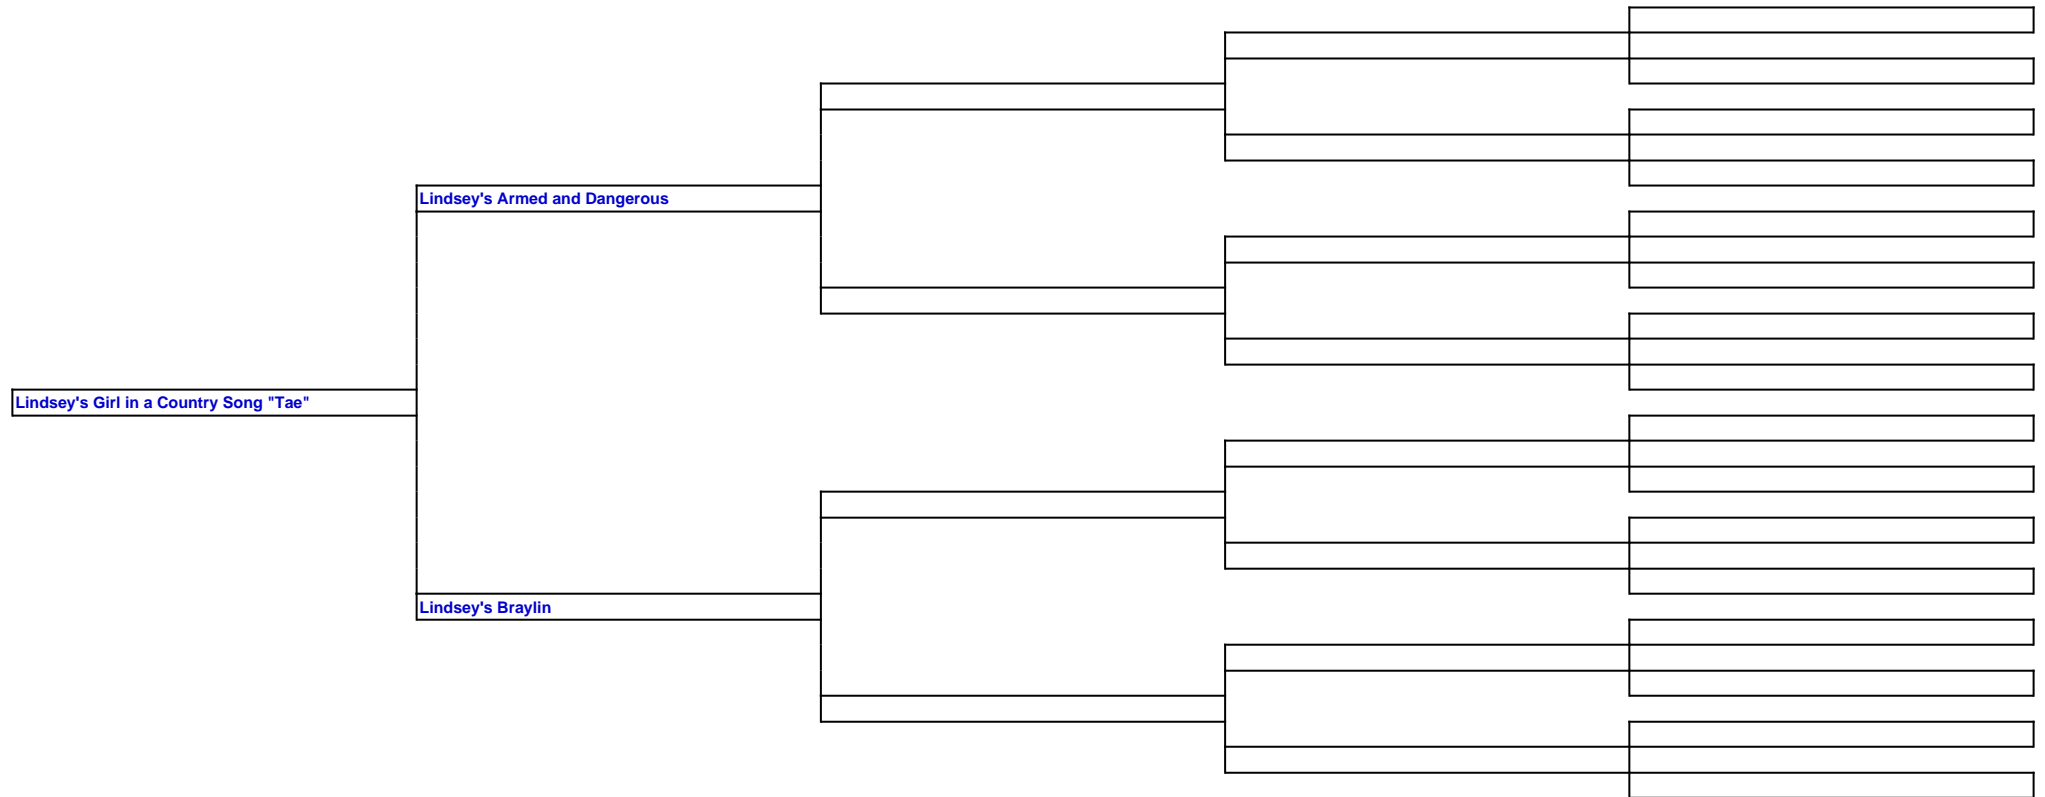 Lindsey's Armed and Dangerous
Lindsey's Girl in a Country Song "Tae"
Lindsey's Braylin